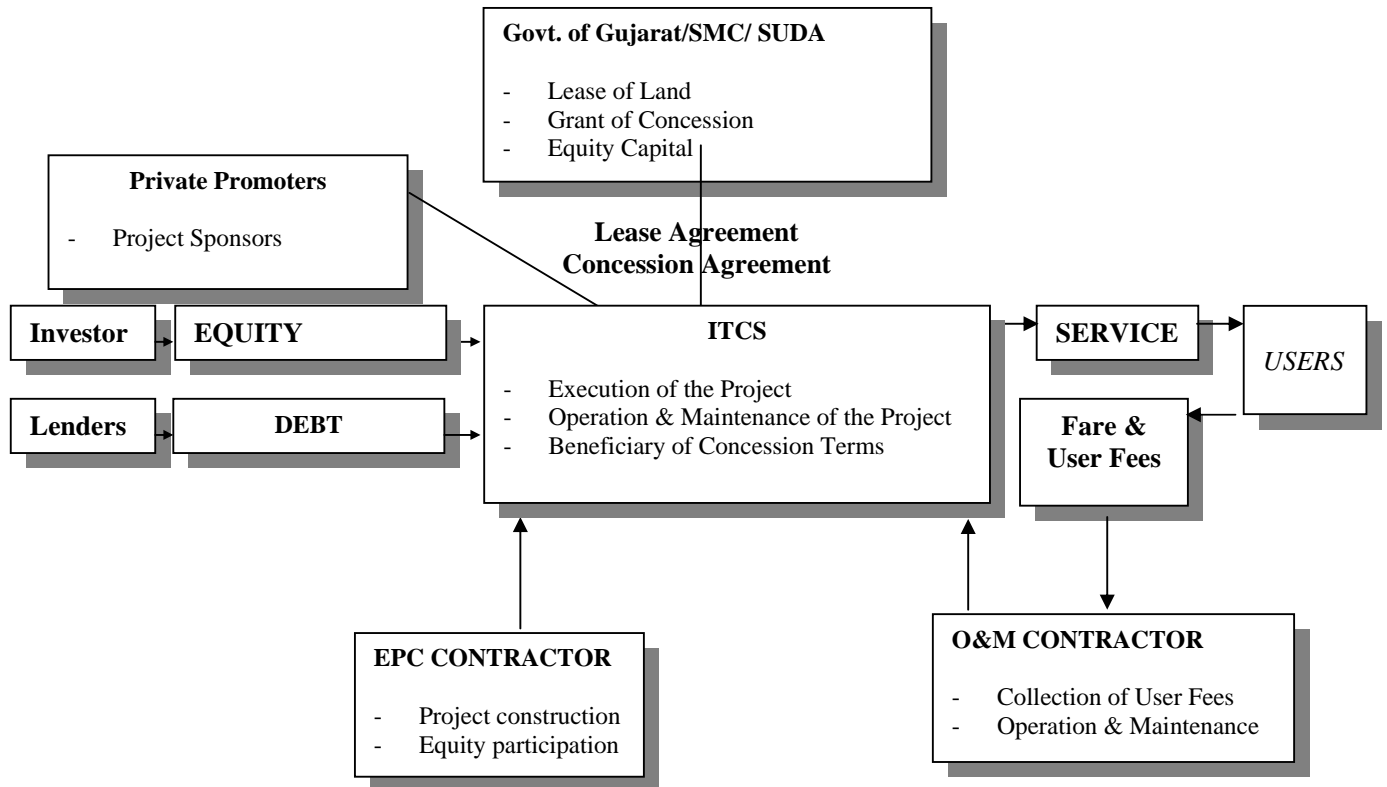 Govt. of Gujarat/SMC/ SUDA
- Lease of Land
- Grant of Concession
- Equity Capital
Private Promoters
- Project Sponsors
Lease Agreement
Concession Agreement
Investor
EQUITY
Lenders
DEBT
ITCS
- Execution of the Project
- Operation & Maintenance of the Project
- Beneficiary of Concession Terms
SERVICE
USERS
Fare &
User Fees
EPC CONTRACTOR
- Project construction
- Equity participation
O&M CONTRACTOR
- Collection of User Fees
- Operation & Maintenance